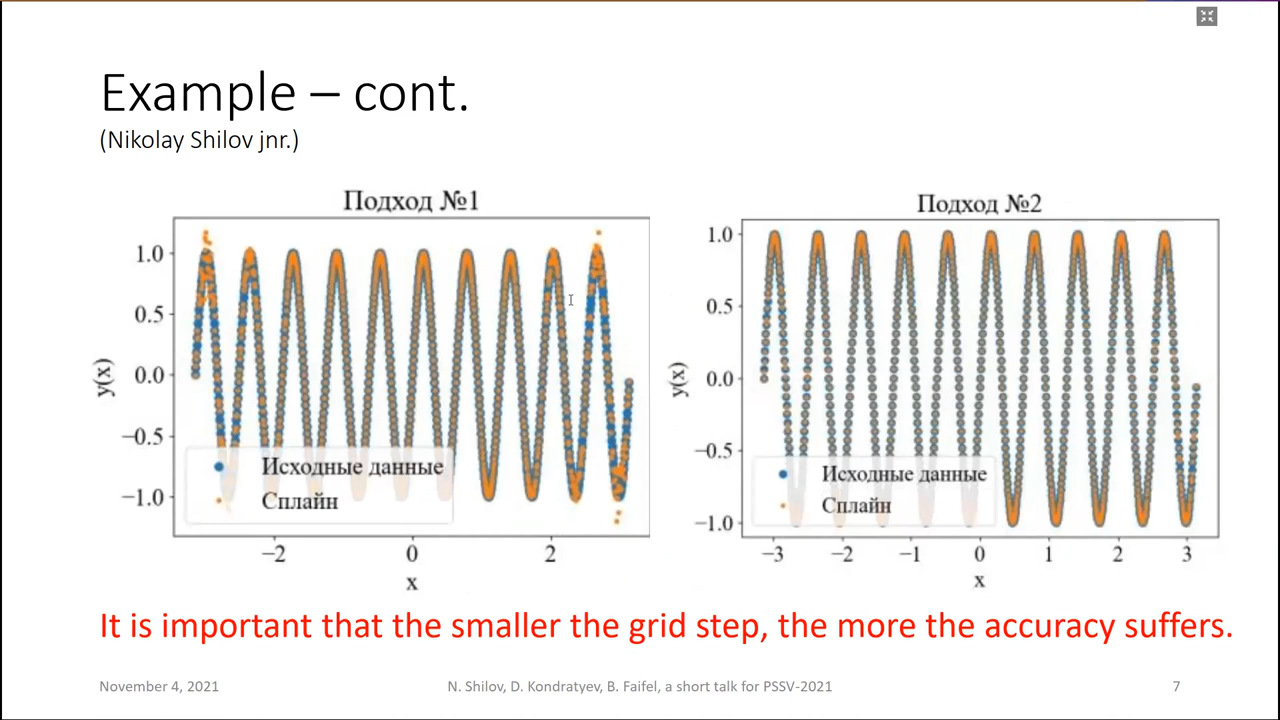 Example – cont.
(Nikolay Shilov jnr.)
Подход №1
1.0
0.5
0.0
−0.5
−1.0
y(x)
Исходные данные
Сплайн
−2
0
2
x
Подход №2
1.0
0.5
0.0
−0.5
−1.0
y(x)
Исходные данные
Сплайн
−3
−2
−1
0
1
2
3
x
It is important that the smaller the grid step, the more the accuracy suffers.
November 4, 2021
N. Shilov, D. Kondratyev, B. Faifel, a short talk for PSSV-2021
7